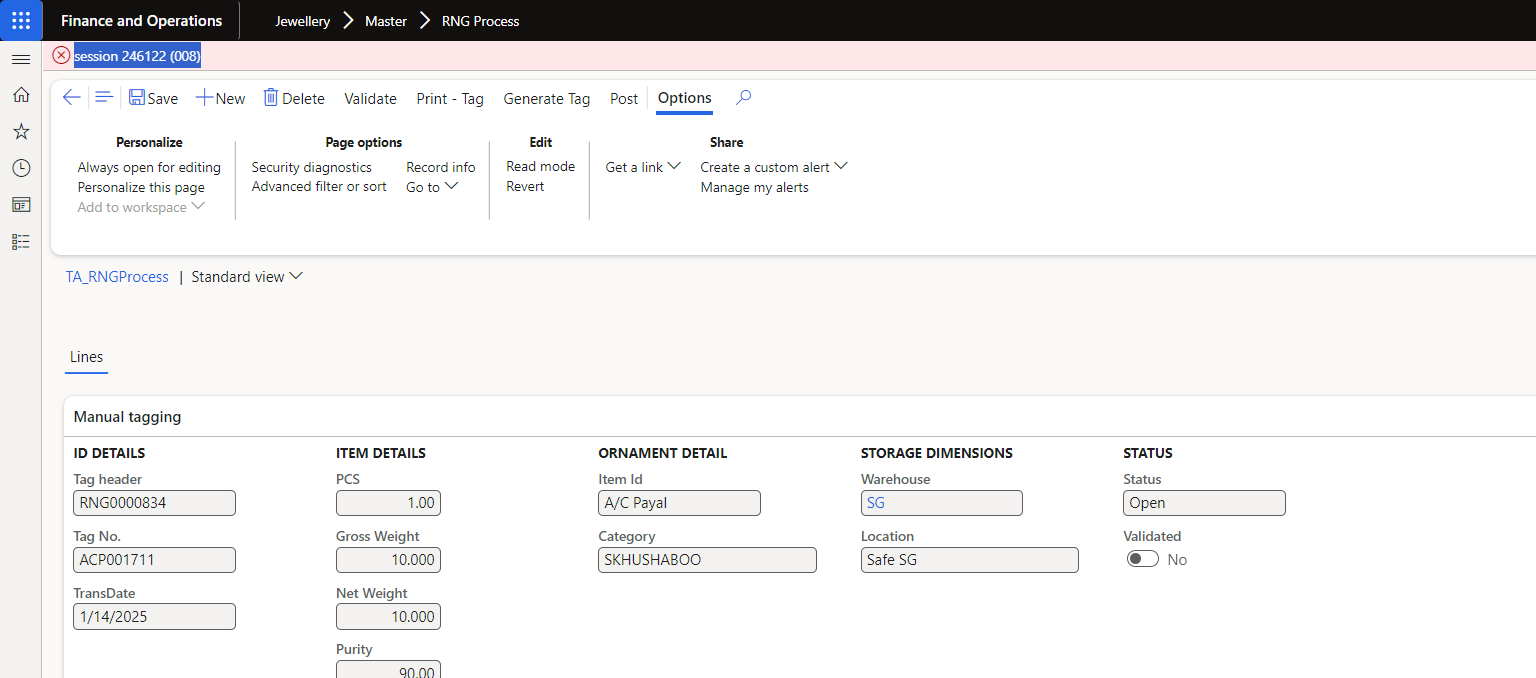 Finance and Operations Jewellery Master RNG Process
session 246122 (008)
Save New Delete Validate Print - Tag Generate Tag Post Options
Personalize Page options Edit Share
Always open for editing Security diagnostics Record info Read mode Get a link Create a custom alert
Personalize this page Advanced filter or sort Go to Revert Manage my alerts
Add to workspace
TA_RNGProcess | Standard view
Lines
Manual tagging
ID DETAILS ITEM DETAILS ORNAMENT DETAIL STORAGE DIMENSIONS STATUS
Tag header PCS Item Id Warehouse Status
RNG0000834 1.00 A/C Payal SG Open
Tag No. Gross Weight Category Location Validated
ACP001711 10.000 SKHUSHABOO Safe SG No
TransDate Net Weight
1/14/2025 10.000
Purity
90.00